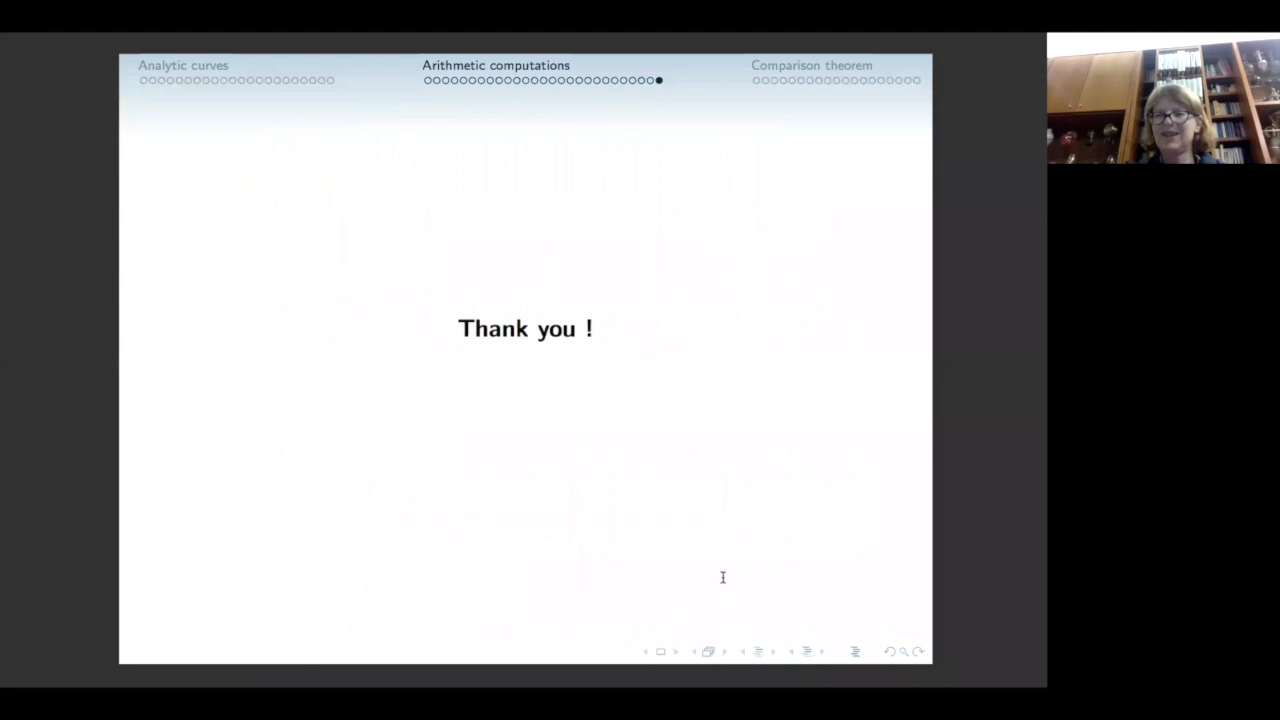 Analytic curves
Arithmetic computations
Comparison theorem
Thank you !